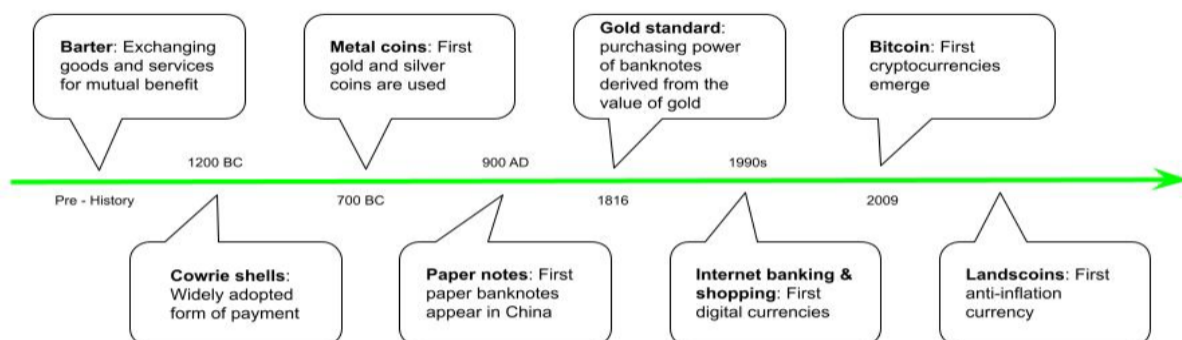 Barter: Exchanging
goods and services
for mutual benefit
Metal coins: First
gold and silver
coins are used
Gold standard:
purchasing power
of banknotes
derived from the
value of gold
Bitcoin: First
cryptocurrencies
emerge
1200 BC
900 AD
1990s
Pre - History
700 BC
1816
2009
Cowrie shells:
Widely adopted
form of payment
Paper notes: First
paper banknotes
appear in China
Internet banking &
shopping: First
digital currencies
Landscoins: First
anti-inflation
currency